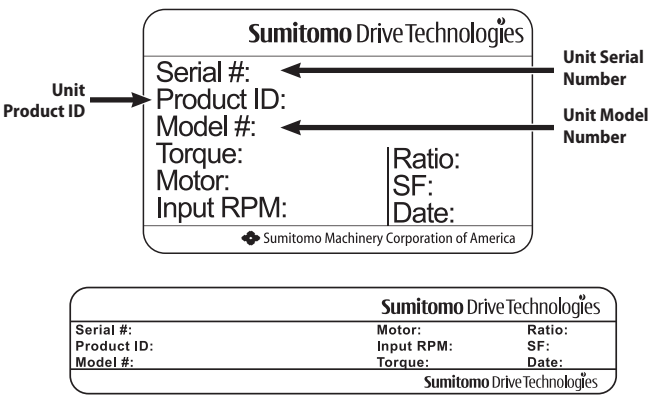 Sumitomo Drive Technologies
Serial #:
Unit Serial
Number
Unit
Product ID
Product ID:
Model #:
Unit Model
Number
Torque:
Ratio:
Motor:
SF:
Input RPM:
Date:
Sumitomo Machinery Corporation of America
Sumitomo Drive Technologies
Serial #: Motor: Ratio:
Product ID: Input RPM: SF:
Model #: Torque: Date:
Sumitomo Drive Technologies